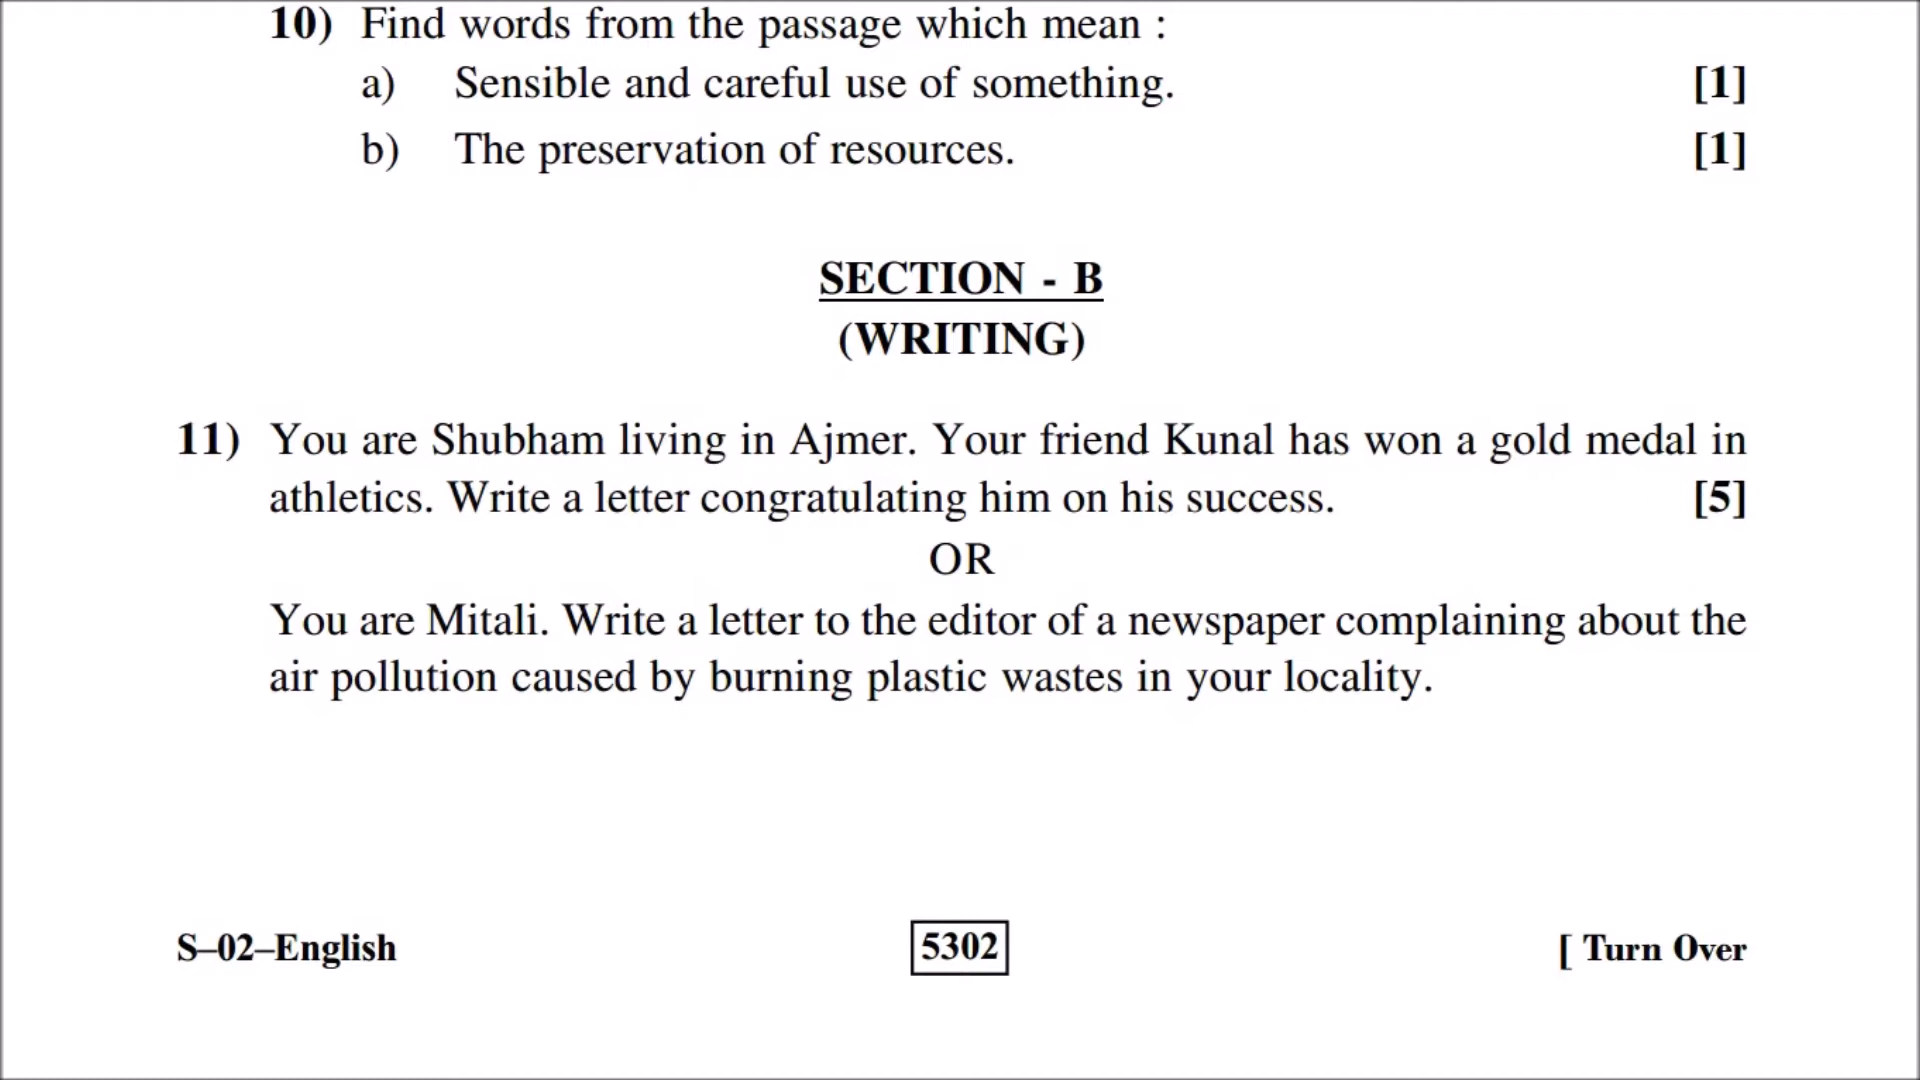 10) Find words from the passage which mean :
a) Sensible and careful use of something. [1]
b) The preservation of resources. [1]
SECTION - B
(WRITING)
11) You are Shubham living in Ajmer. Your friend Kunal has won a gold medal in
athletics. Write a letter congratulating him on his success. [5]
OR
You are Mitali. Write a letter to the editor of a newspaper complaining about the
air pollution caused by burning plastic wastes in your locality.
S–02–English 5302 [ Turn Over